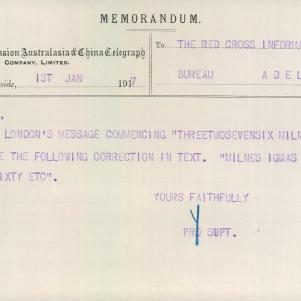 MEMORANDUM.
nsion Australasia & China Telegraph
COMPANY, LIMITED.
To THE RED CROSS INFORMA
BUREAU ADEL
1ST JAN 1917
LONDON'S MESSAGE COMMENCING "THREETWOSEVENSIX MILN
E THE FOLLOWING CORRECTION IN TEXT. "MILNES IGWAS
IXTY ETC".
YOURS FAITHFULLY
PRO SUPT.